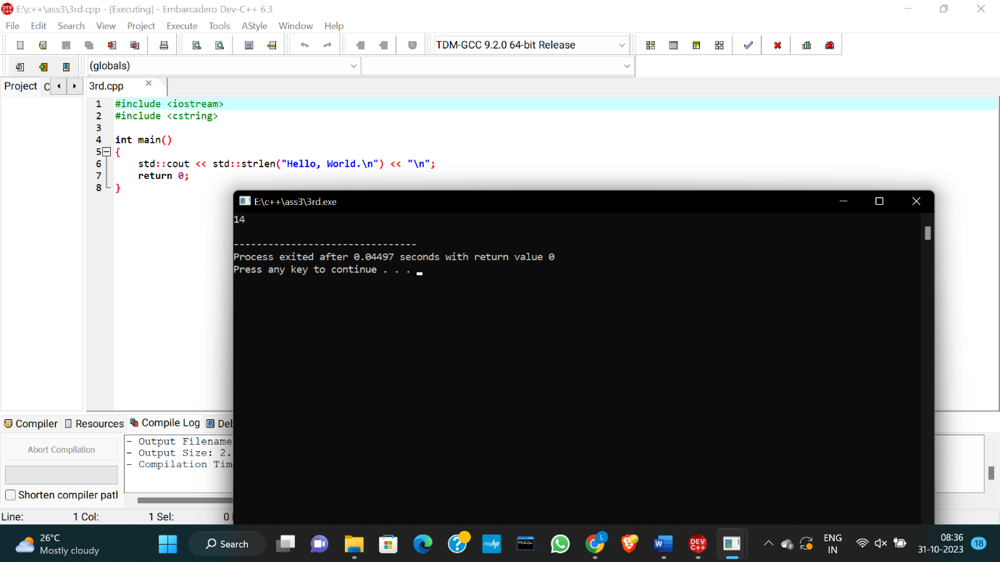 E:\c++\ass3\3rd.cpp - [Executing] - Embarcadero Dev-C++ 6.3
File Edit Search View Project Execute Tools AStyle Window Help
TDM-GCC 9.2.0 64-bit Release
(globals)
Project C 3rd.cpp
1 #include <iostream>
2 #include <cstring>
3
4 int main()
5 {
6 std::cout << std::strlen("Hello, World.\n") << "\n";
7 return 0;
8 }
E:\c++\ass3\3rd.exe
14
--------------------------------
Process exited after 0.04497 seconds with return value 0
Press any key to continue . . .
Compiler Resources Compile Log Deb
Abort Compilation
- Output Filename
- Output Size: 2.
- Compilation Tim
Shorten compiler path
Line: 1 Col: 1 Sel: 0
26°C
Mostly cloudy
Search
myhp
MySQL
L
DEV
C++
ENG
IN
08:36
31-10-2023
18